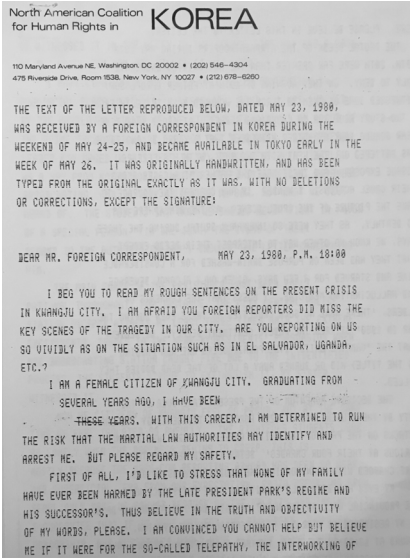 North American Coalition
for Human Rights in KOREA
110 Maryland Avenue NE, Washington, DC 20002 • (202) 546-4304
475 Riverside Drive, Room 1538, New York, NY 10027 • (212) 678-6260
THE TEXT OF THE LETTER REPRODUCED BELOW, DATED MAY 23, 1980,
WAS RECEIVED BY A FOREIGN CORRESPONDENT IN KOREA DURING THE
WEEKEND OF MAY 24-25, AND BECAME AVAILABLE IN TOKYO EARLY IN THE
WEEK OF MAY 26. IT WAS ORIGINALLY HANDWRITTEN, AND HAS BEEN
TYPED FROM THE ORIGINAL EXACTLY AS IT WAS, WITH NO DELETIONS
OR CORRECTIONS, EXCEPT THE SIGNATURE:
DEAR MR. FOREIGN CORRESPONDENT, MAY 23, 1980, P.M. 18:00
I BEG YOU TO READ MY ROUGH SENTENCES ON THE PRESENT CRISIS
IN KWANGJU CITY. I AM AFRAID YOU FOREIGN REPORTERS DID MISS THE
KEY SCENES OF THE TRAGEDY IN OUR CITY. ARE YOU REPORTING ON US
SO VIVIDLY AS ON THE SITUATION SUCH AS IN EL SALVADOR, UGANDA,
ETC.?
I AM A FEMALE CITIZEN OF KWANGJU CITY. GRADUATING FROM
SEVERAL YEARS AGO, I HAVE BEEN
THESE YEARS. WITH THIS CAREER, I AM DETERMINED TO RUN
THE RISK THAT THE MARTIAL LAW AUTHORITIES MAY IDENTIFY AND
ARREST ME. BUT PLEASE REGARD MY SAFETY.
FIRST OF ALL, I'D LIKE TO STRESS THAT NONE OF MY FAMILY
HAVE EVER BEEN HARMED BY THE LATE PRESIDENT PARK'S REGIME AND
HIS SUCCESSOR'S. THUS BELIEVE IN THE TRUTH AND OBJECTIVITY
OF MY WORDS, PLEASE. I AM CONVINCED YOU CANNOT HELP BUT BELIEVE
ME IF IT WERE FOR THE SO-CALLED TELEPATHY, THE INTERWORKING OF